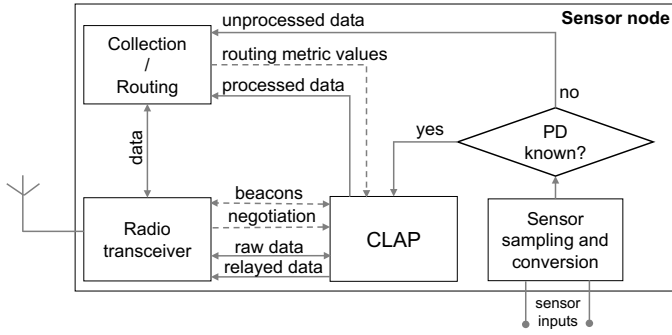 Sensor node
unprocessed data
Collection
/
Routing
routing metric values
processed data
no
yes
PD
known?
data
beacons
negotiation
raw data
relayed data
Radio
transceiver
CLAP
Sensor
sampling and
conversion
sensor
inputs